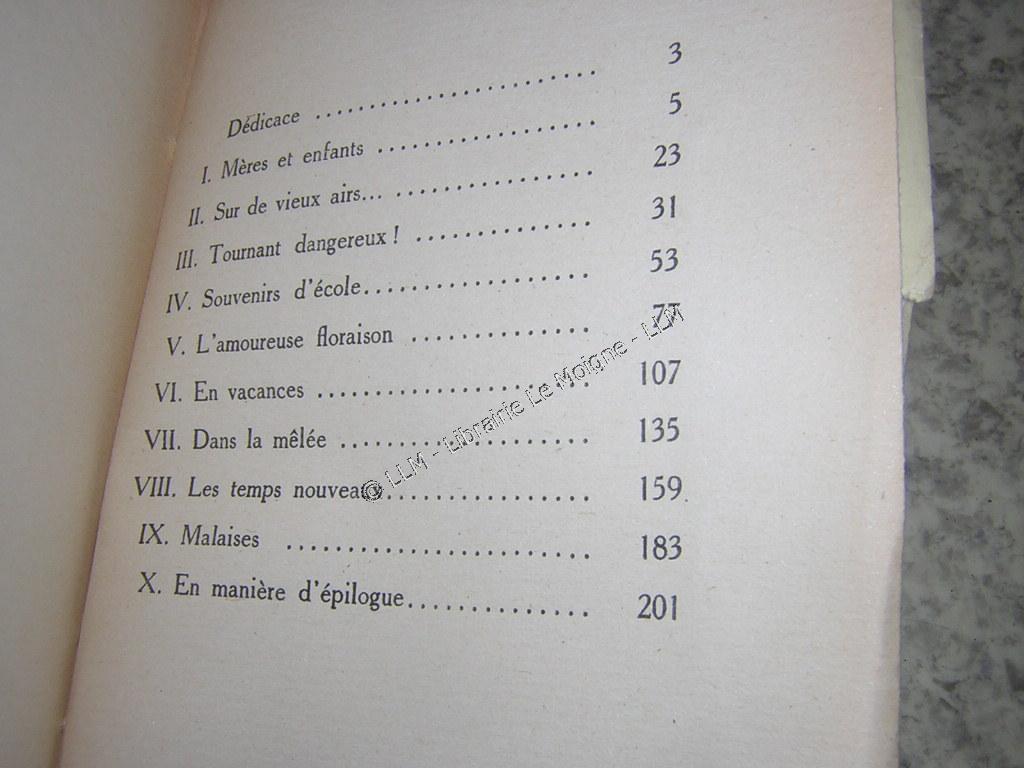 Dédicace ........................ 3
I. Mères et enfants .................. 5
II. Sur de vieux airs... ................ 23
III. Tournant dangereux ! .............. 31
IV. Souvenirs d'école.................. 53
V. L'amoureuse floraison .............. 77
VI. En vacances ..................... 107
VII. Dans la mêlée ................... 135
VIII. Les temps nouveaux................ 159
IX. Malaises ....................... 183
X. En manière d'épilogue............... 201
© LLM - Librairie Le Moigne - LLM